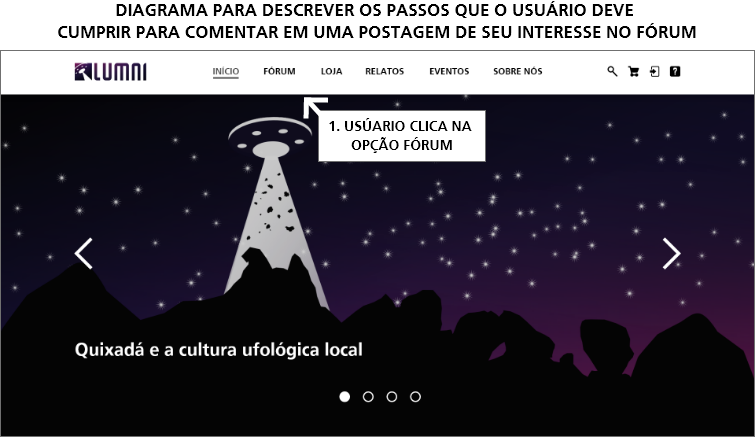 DIAGRAMA PARA DESCREVER OS PASSOS QUE O USUÁRIO DEVE
CUMPRIR PARA COMENTAR EM UMA POSTAGEM DE SEU INTERESSE NO FÓRUM
LUMNI INÍCIO FÓRUM LOJA RELATOS EVENTOS SOBRE NÓS ?
1. USÚARIO CLICA NA
OPÇÃO FÓRUM
Quixadá e a cultura ufológica local